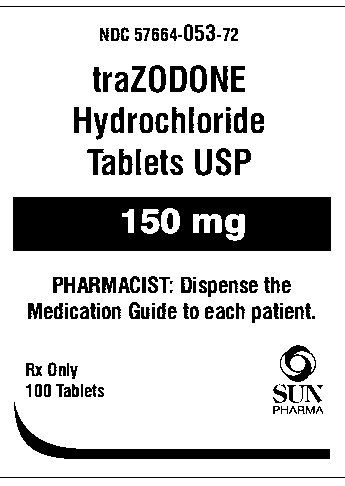 NDC 57664-053-72
traZODONE
Hydrochloride
Tablets USP
150 mg
PHARMACIST: Dispense the
Medication Guide to each patient.
Rx Only
100 Tablets
SUN
PHARMA